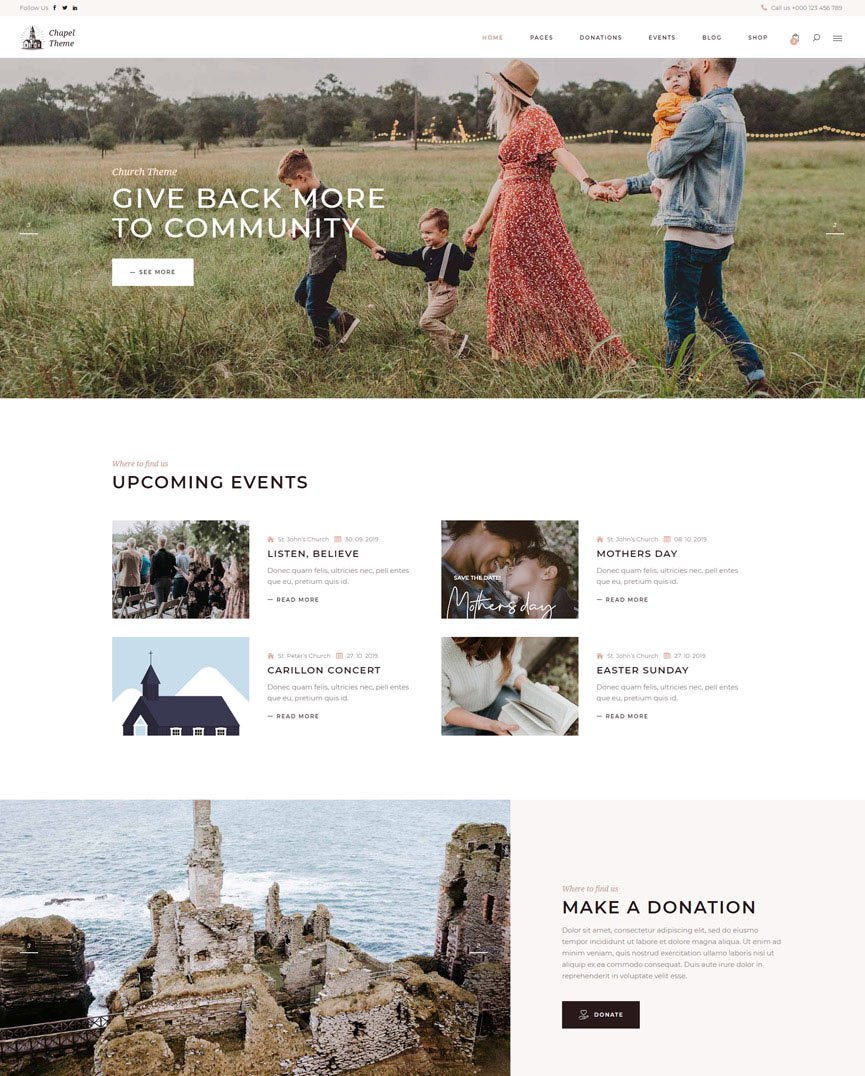 Follow Us
Call us +000 123 456 789
Chapel
Theme
HOME PAGES DONATIONS EVENTS BLOG SHOP
Church Theme
GIVE BACK MORE
TO COMMUNITY
— SEE MORE
Where to find us
UPCOMING EVENTS
St. John's Church 30. 09. 2019.
LISTEN, BELIEVE
Donec quam felis, ultricies nec, pell entes
que eu, pretium quis id.
— READ MORE
SAVE THE DATE!
Mothers day
St. John's Church 08. 10. 2019.
MOTHERS DAY
Donec quam felis, ultricies nec, pell entes
que eu, pretium quis id.
— READ MORE
St. Peter's Church 27. 10. 2019.
CARILLON CONCERT
Donec quam felis, ultricies nec, pell entes
que eu, pretium quis id.
— READ MORE
St. John's Church 27. 10. 2019.
EASTER SUNDAY
Donec quam felis, ultricies nec, pell entes
que eu, pretium quis id.
— READ MORE
Where to find us
MAKE A DONATION
Dolor sit amet, consectetur adipiscing elit, sed do eiusmo
tempor incididunt ut labore et dolore magna aliqua. Ut enim ad
minim veniam, quis nostrud exercitation ullamo laboris nisi ut
aliquip ex ea commodo consequat. Duis aute irure dolor in
reprehenderit in voluptate velit esse.
DONATE